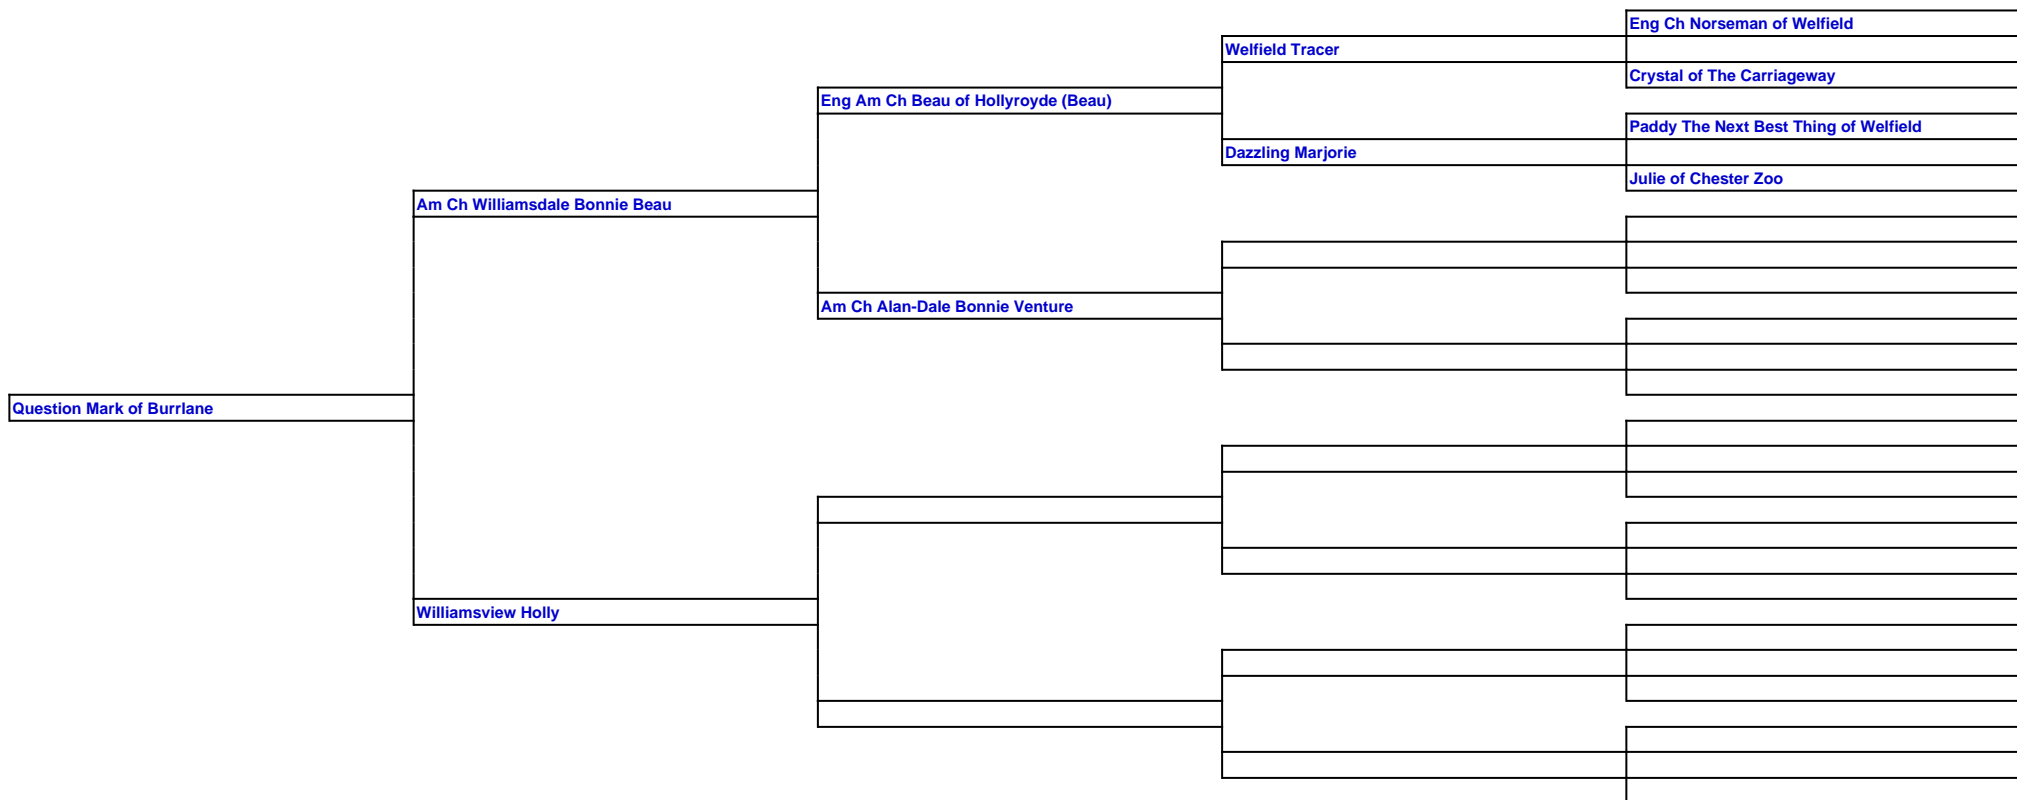 Eng Ch Norseman of Welfield
Welfield Tracer
Crystal of The Carriageway
Eng Am Ch Beau of Hollyroyde (Beau)
Paddy The Next Best Thing of Welfield
Dazzling Marjorie
Julie of Chester Zoo
Am Ch Williamsdale Bonnie Beau
Am Ch Alan-Dale Bonnie Venture
Question Mark of Burrlane
Williamsview Holly